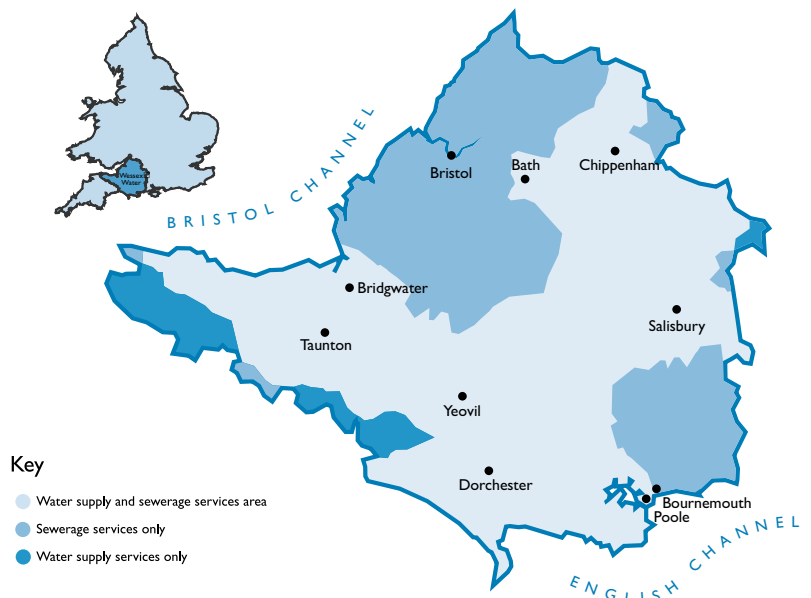 Wessex
Water
BRISTOL CHANNEL
Bristol
Bath
Chippenham
Bridgwater
Taunton
Salisbury
Yeovil
Dorchester
Bournemouth
Poole
ENGLISH CHANNEL
Key
Water supply and sewerage services area
Sewerage services only
Water supply services only